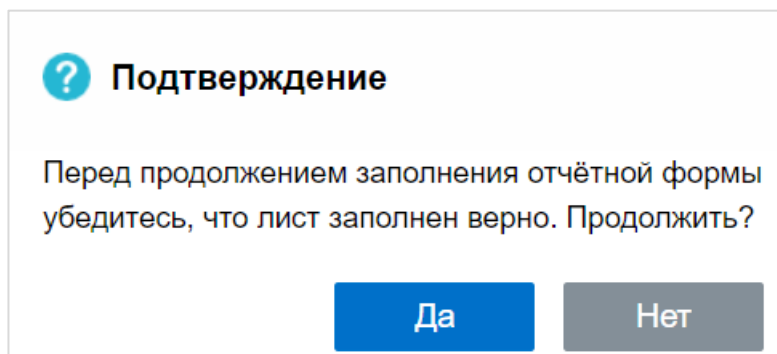 Подтверждение
Перед продолжением заполнения отчётной формы
убедитесь, что лист заполнен верно. Продолжить?
Да
Нет